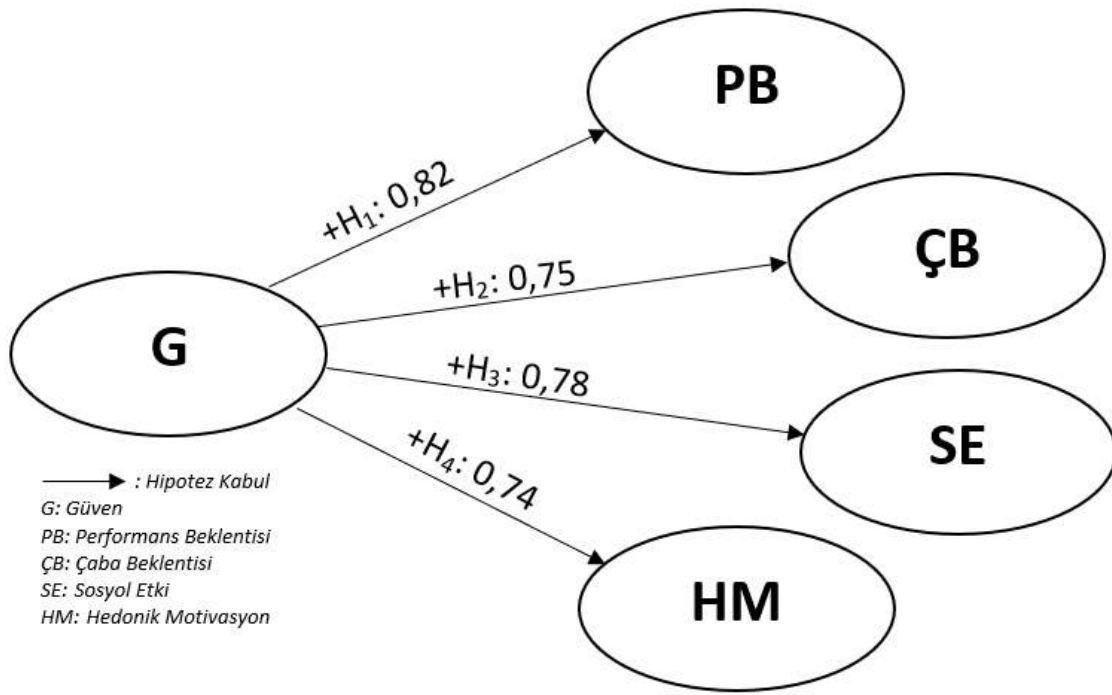 PB
+H₁: 0,82
ÇB
+H₂: 0,75
G
+H₃: 0,78
SE
+H₄: 0,74
HM
: Hipotez Kabul
G: Güven
PB: Performans Beklentisi
ÇB: Çaba Beklentisi
SE: Sosyol Etki
HM: Hedonik Motivasyon